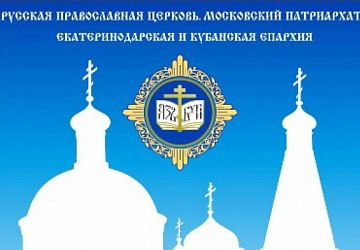 РУССКАЯ ПРАВОСЛАВНАЯ ЦЕРКОВЬ. МОСКОВСКИЙ ПАТРИАРХАТ
ЕКАТЕРИНОДАРСКАЯ И КУБАНСКАЯ ЕПАРХИЯ